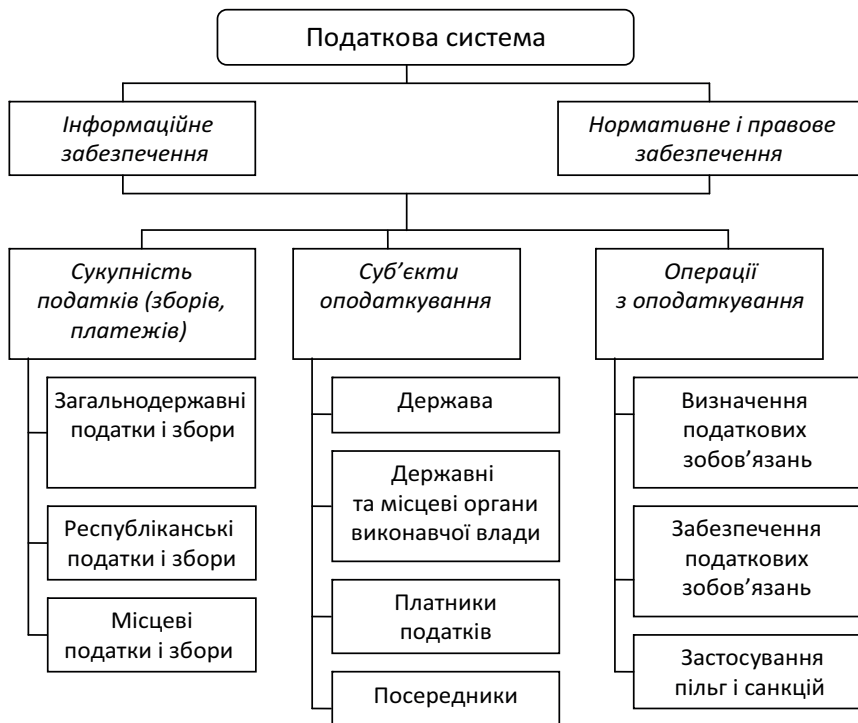 Податкова система
Інформаційне
забезпечення
Нормативне і правове
забезпечення
Сукупність
податків (зборів,
платежів)
Загальнодержавні
податки і збори
Республіканські
податки і збори
Місцеві
податки і збори
Суб’єкти
оподаткування
Держава
Державні
та місцеві органи
виконавчої влади
Платники
податків
Посередники
Операції
з оподаткування
Визначення
податкових
зобов’язань
Забезпечення
податкових
зобов’язань
Застосування
пільг і санкцій